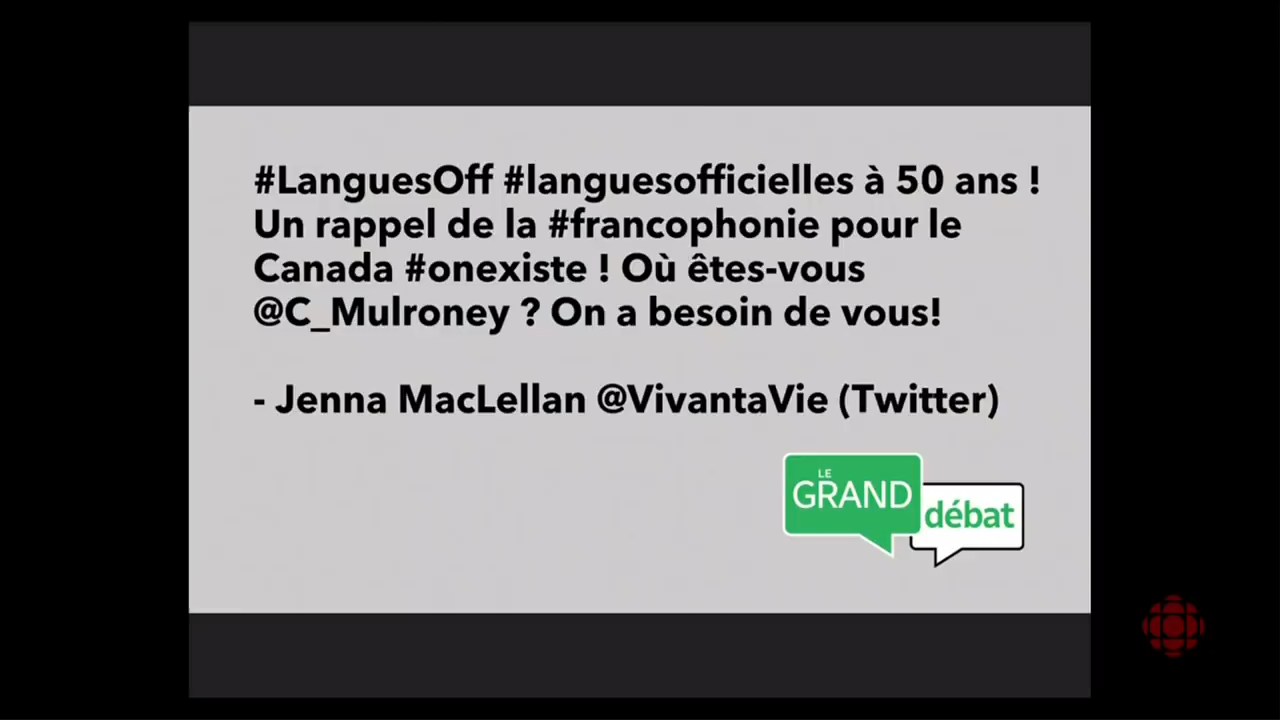 #LanguesOff #languesofficielles à 50 ans !
Un rappel de la #francophonie pour le
Canada #onexiste ! Où êtes-vous
@C_Mulroney ? On a besoin de vous!
- Jenna MacLellan @VivantaVie (Twitter)
LE
GRAND
débat